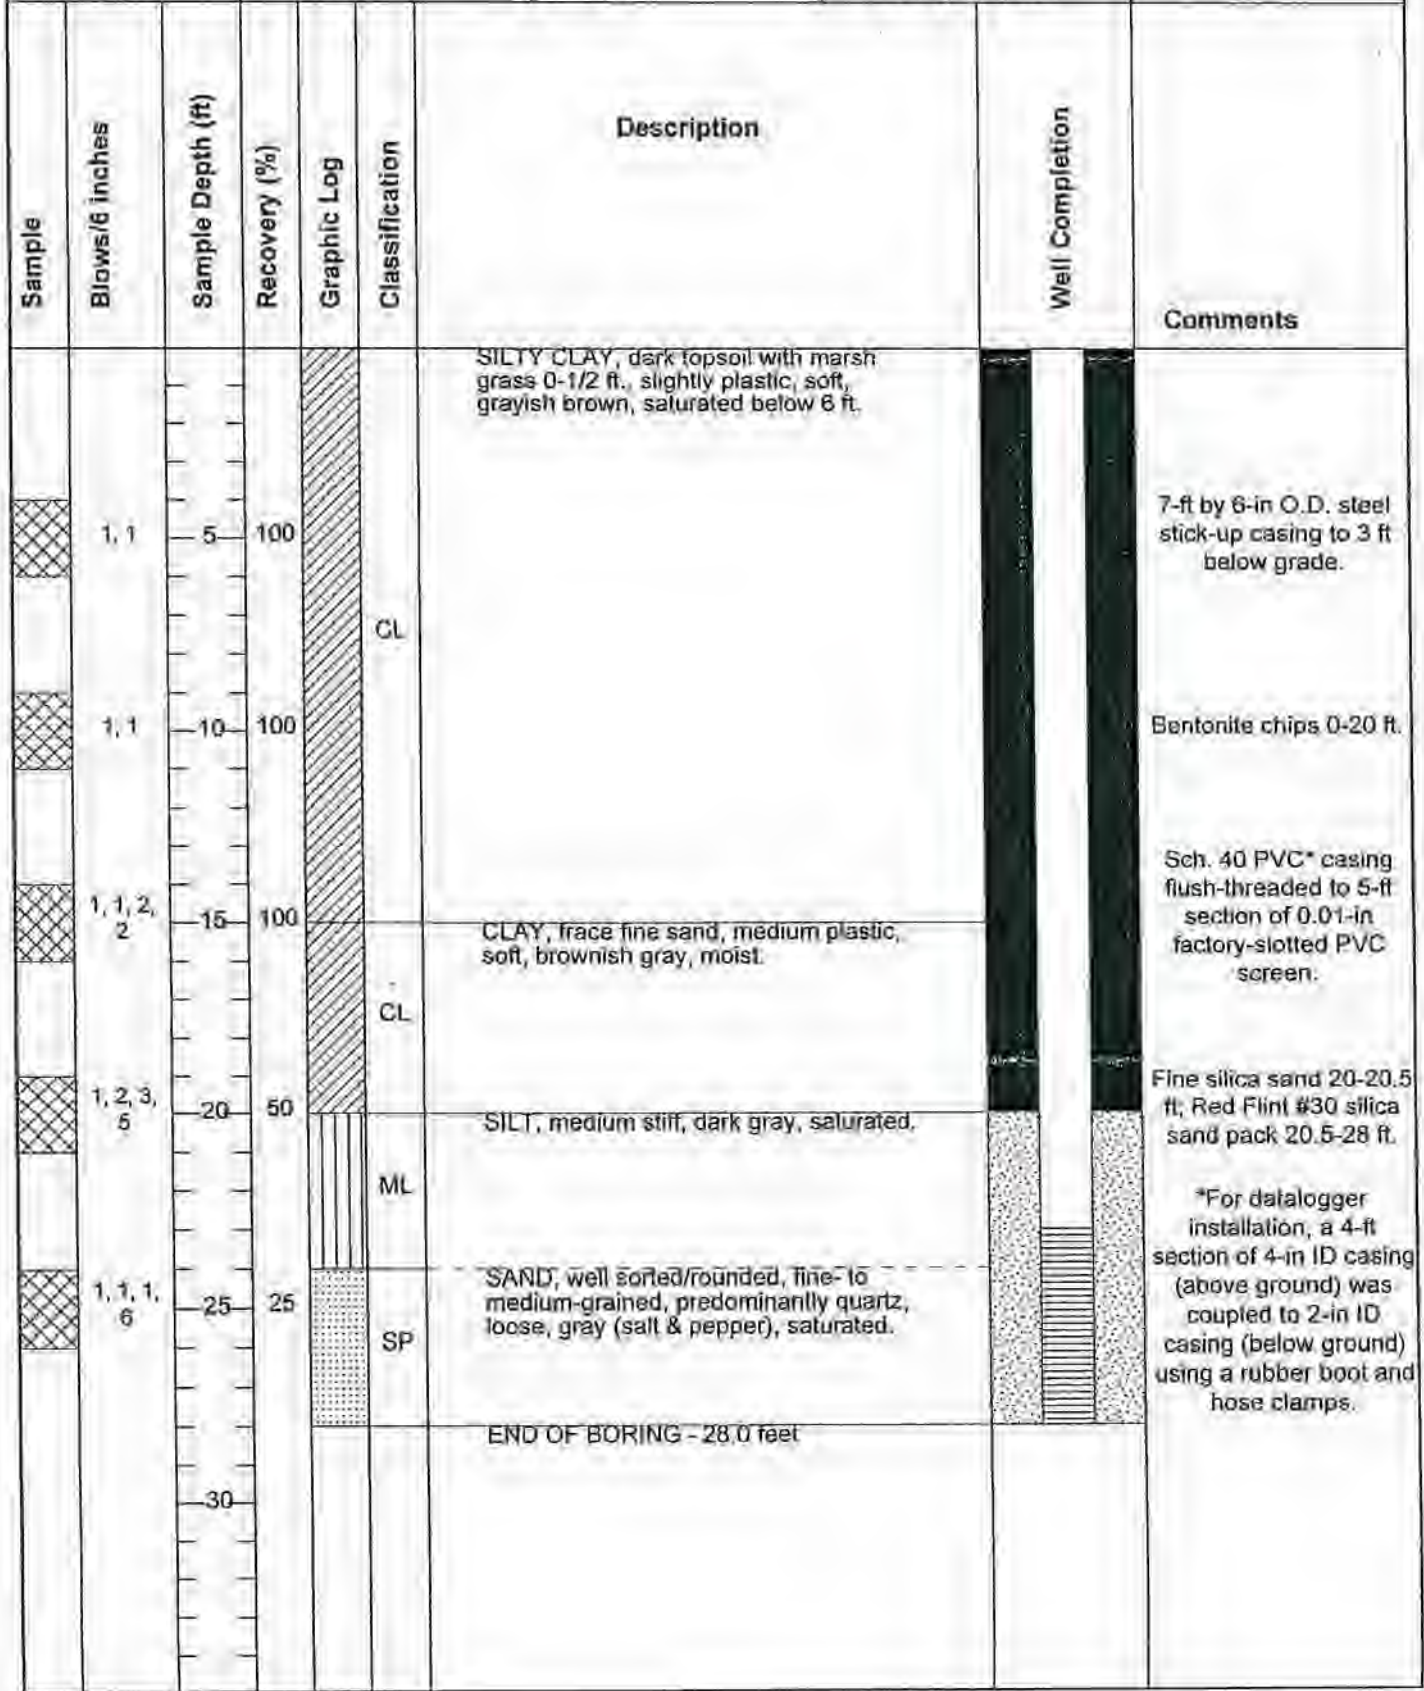 Sample
Blows/6 inches
Sample Depth (ft)
Recovery (%)
Graphic Log
Classification
Description
Well Completion
Comments
SILTY CLAY, dark topsoil with marsh
grass 0-1/2 ft., slightly plastic, soft,
grayish brown, saturated below 6 ft.
7-ft by 6-in O.D. steel
stick-up casing to 3 ft
below grade.
1, 1
5
100
CL
1, 1
10
100
Bentonite chips 0-20 ft.
Sch. 40 PVC* casing
flush-threaded to 5-ft
section of 0.01-in
factory-slotted PVC
screen.
1, 1, 2,
2
15
100
CLAY, trace fine sand, medium plastic,
soft, brownish gray, moist.
CL
1, 2, 3,
5
20
50
SILT, medium stiff, dark gray, saturated.
Fine silica sand 20-20.5
ft; Red Flint #30 silica
sand pack 20.5-28 ft.
ML
*For datalogger
installation, a 4-ft
section of 4-in ID casing
(above ground) was
coupled to 2-in ID
casing (below ground)
using a rubber boot and
hose clamps.
1, 1, 1,
6
25
25
SAND, well sorted/rounded, fine- to
medium-grained, predominantly quartz,
loose, gray (salt & pepper), saturated.
SP
END OF BORING - 28.0 feet
30